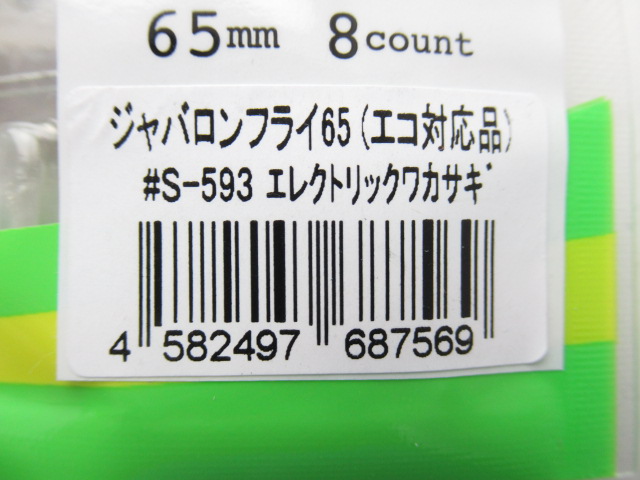 65mm 8count
ジャバロンフライ65(エコ対応品)
#S-593 エレクトリックワカサギ
4 582497 687569